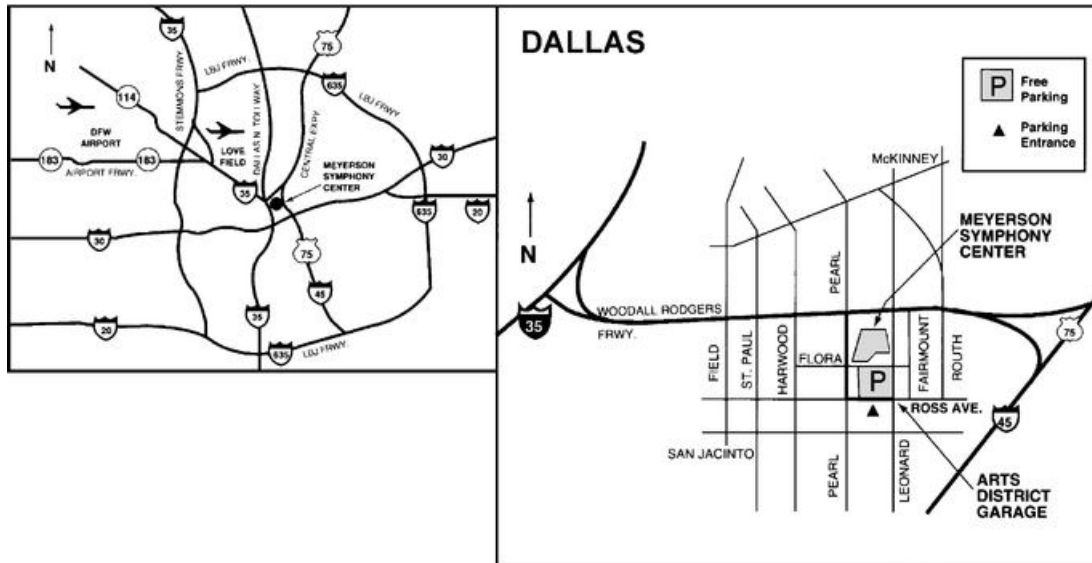 N
35
75
LBJ FRWY.
635
LBJ FRWY
114
STEMMONS FRWY
DALLAS N. TOLLWAY
CENTRAL EXPY
DFW
AIRPORT
LOVE
FIELD
183
183
AIRPORT FRWY.
MEYERSON
SYMPHONY
CENTER
30
35
635
20
30
75
45
35
20
635
LBJ FRWY.
DALLAS
P
Free
Parking
Parking
Entrance
N
McKINNEY
MEYERSON
SYMPHONY
CENTER
PEARL
35
WOODALL RODGERS
FRWY.
75
FIELD
ST. PAUL
HARWOOD
FLORA
P
FAIRMOUNT
ROUTH
ROSS AVE.
45
SAN JACINTO
PEARL
LEONARD
ARTS
DISTRICT
GARAGE